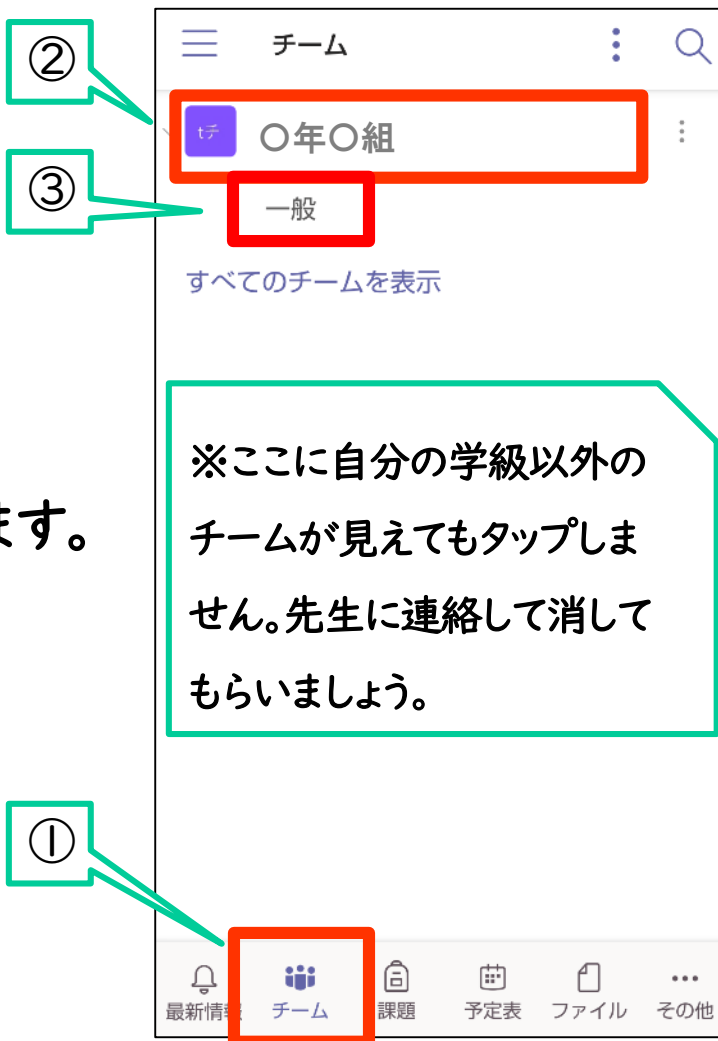 ②
チーム
tチ
〇年〇組
③
一般
すべてのチームを表示
※ここに自分の学級以外の
チームが見えてもタップしま
せん。先生に連絡して消して
もらいましょう。
ます。
①
最新情報 チーム 課題 予定表 ファイル その他